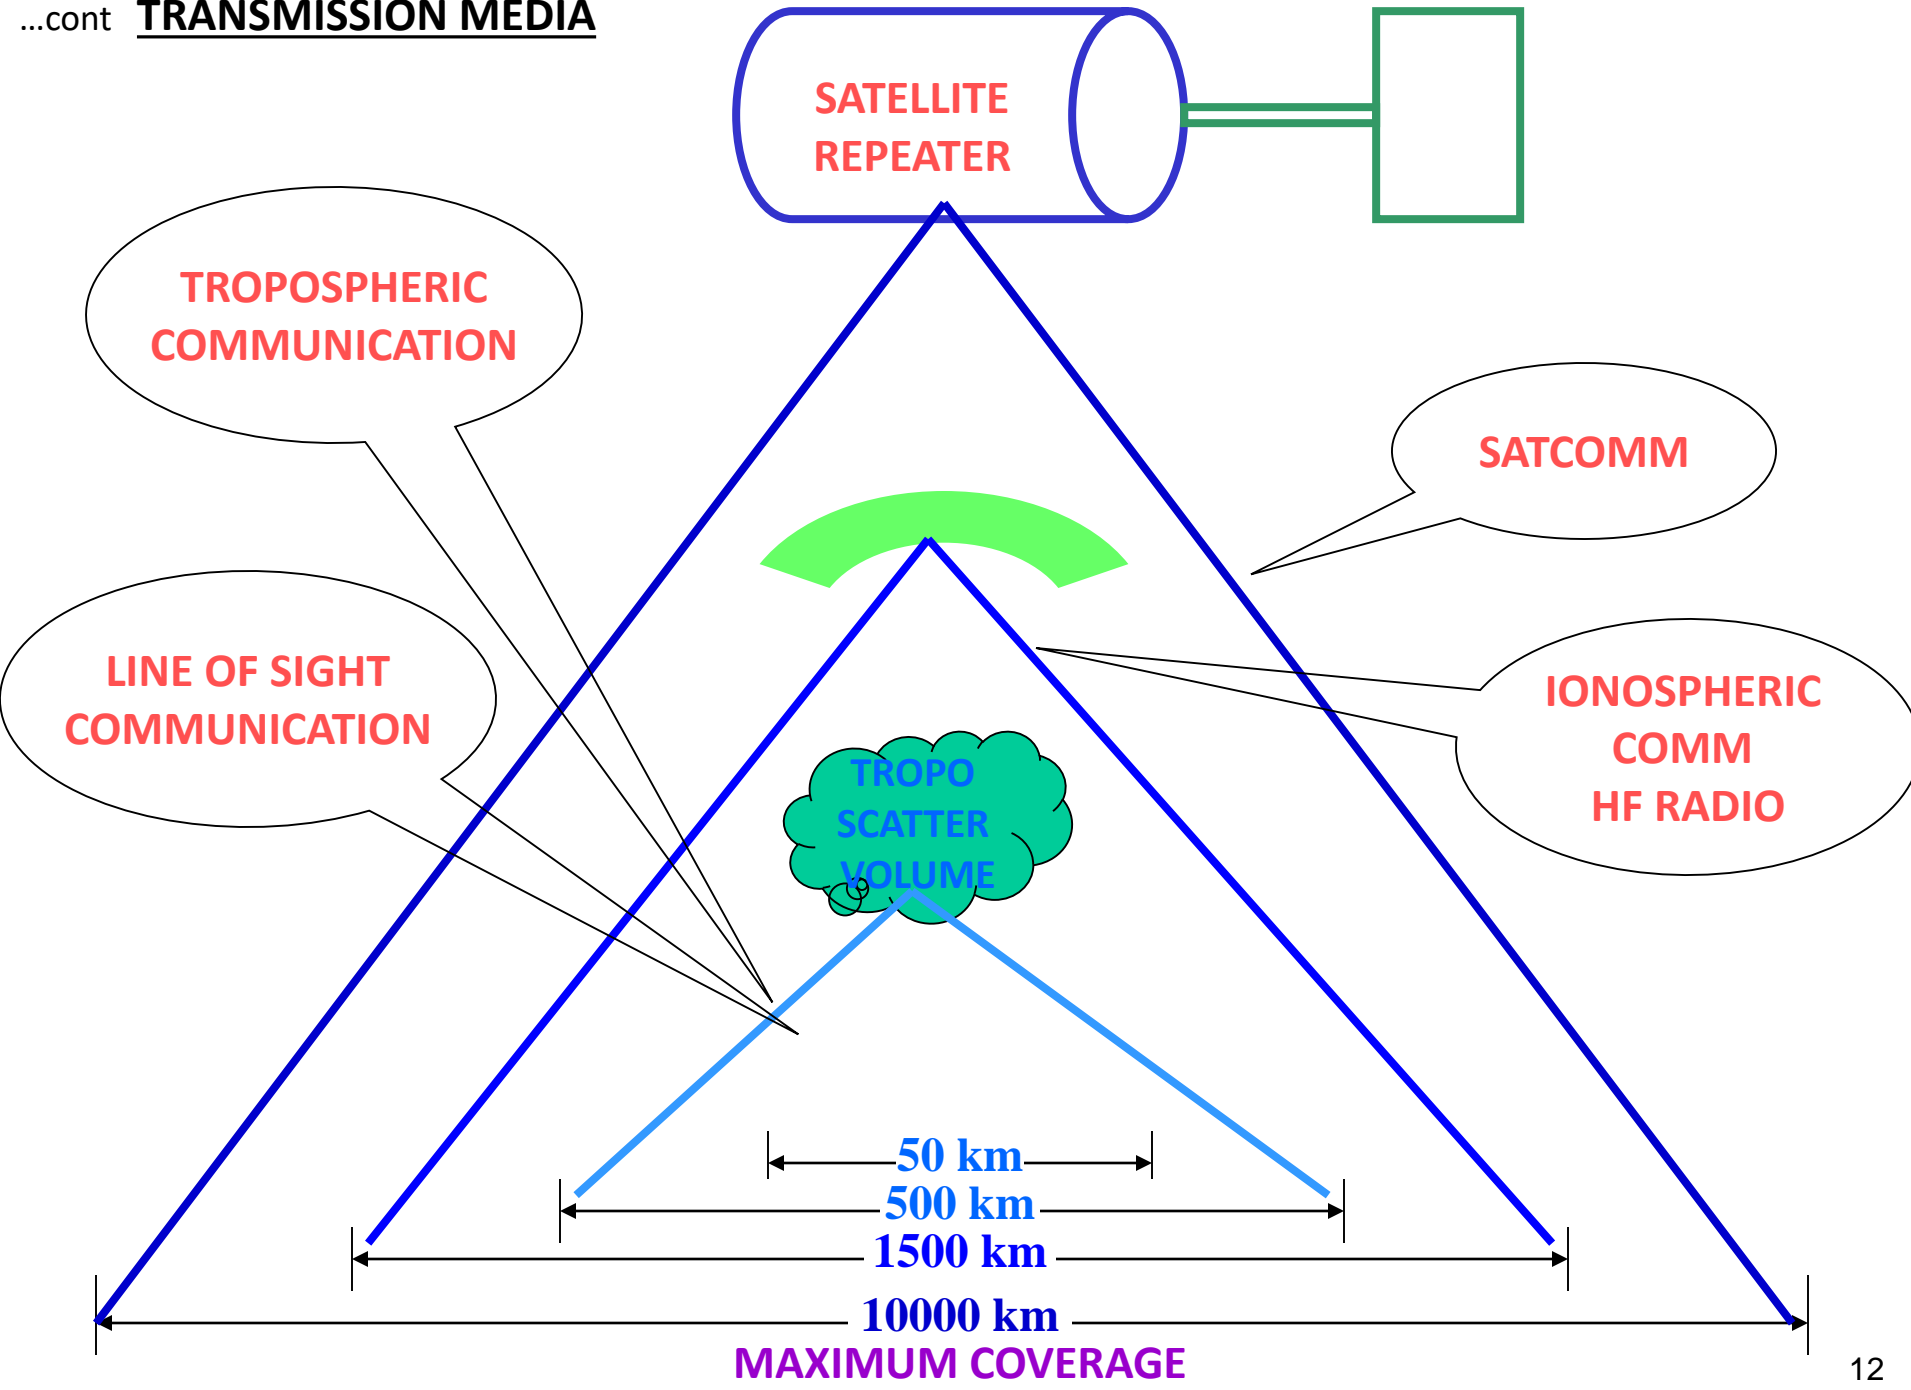 ...cont TRANSMISSION MEDIA
SATELLITE
REPEATER
TROPOSPHERIC
COMMUNICATION
SATCOMM
LINE OF SIGHT
COMMUNICATION
IONOSPHERIC
COMM
HF RADIO
TROPO
SCATTER
VOLUME
50 km
500 km
1500 km
10000 km
MAXIMUM COVERAGE
12